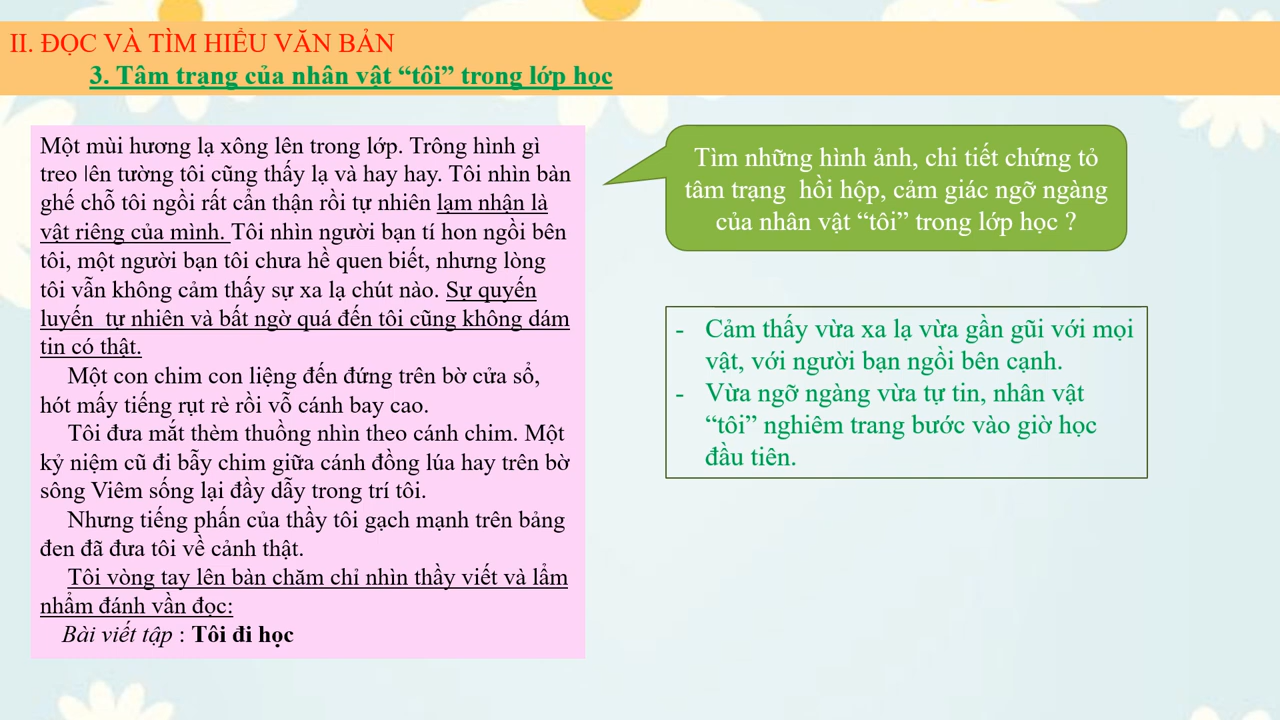 II. ĐỌC VÀ TÌM HIỂU VĂN BẢN
3. Tâm trạng của nhân vật “tôi” trong lớp học
Một mùi hương lạ xông lên trong lớp. Trông hình gì
treo lên tường tôi cũng thấy lạ và hay hay. Tôi nhìn bàn
ghế chỗ tôi ngồi rất cẩn thận rồi tự nhiên lạm nhận là
vật riêng của mình. Tôi nhìn người bạn tí hon ngồi bên
tôi, một người bạn tôi chưa hề quen biết, nhưng lòng
tôi vẫn không cảm thấy sự xa lạ chút nào. Sự quyến
luyến tự nhiên và bất ngờ quá đến tôi cũng không dám
tin có thật.
Một con chim con liệng đến đứng trên bờ cửa sổ,
hót mấy tiếng rụt rè rồi vỗ cánh bay cao.
Tôi đưa mắt thèm thuồng nhìn theo cánh chim. Một
kỷ niệm cũ đi bẫy chim giữa cánh đồng lúa hay trên bờ
sông Viêm sống lại đầy dẫy trong trí tôi.
Nhưng tiếng phấn của thầy tôi gạch mạnh trên bảng
đen đã đưa tôi về cảnh thật.
Tôi vòng tay lên bàn chăm chỉ nhìn thầy viết và lẩm
nhẩm đánh vần đọc:
Bài viết tập : Tôi đi học
Tìm những hình ảnh, chi tiết chứng tỏ
tâm trạng hồi hộp, cảm giác ngỡ ngàng
của nhân vật “tôi” trong lớp học ?
- Cảm thấy vừa xa lạ vừa gần gũi với mọi
vật, với người bạn ngồi bên cạnh.
- Vừa ngỡ ngàng vừa tự tin, nhân vật
“tôi” nghiêm trang bước vào giờ học
đầu tiên.